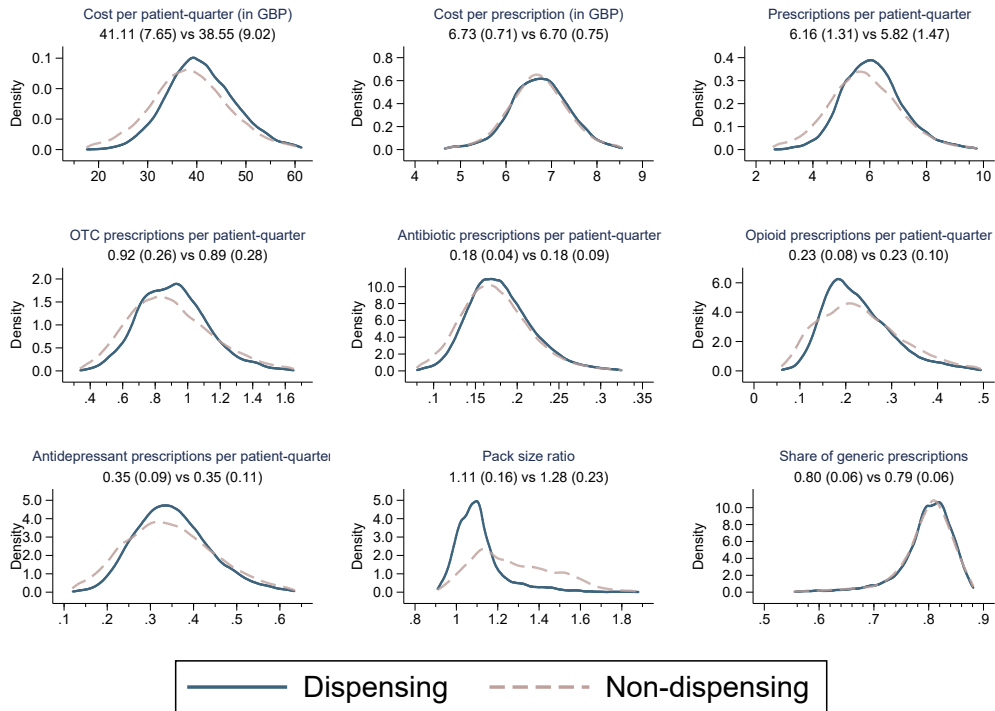 Cost per patient-quarter (in GBP)
41.11 (7.65) vs 38.55 (9.02)
Density
0.1
0.0
0.0
0.0
20 30 40 50 60
Cost per prescription (in GBP)
6.73 (0.71) vs 6.70 (0.75)
Density
0.8
0.6
0.4
0.2
0.0
4 5 6 7 8 9
Prescriptions per patient-quarter
6.16 (1.31) vs 5.82 (1.47)
Density
0.4
0.3
0.2
0.1
0.0
2 4 6 8 10
OTC prescriptions per patient-quarter
0.92 (0.26) vs 0.89 (0.28)
Density
2.0
1.5
1.0
0.5
0.0
.4 .6 .8 1 1.2 1.4 1.6
Antibiotic prescriptions per patient-quarter
0.18 (0.04) vs 0.18 (0.09)
Density
10.0
8.0
6.0
4.0
2.0
0.0
.1 .15 .2 .25 .3 .35
Opioid prescriptions per patient-quarter
0.23 (0.08) vs 0.23 (0.10)
Density
6.0
4.0
2.0
0.0
0 .1 .2 .3 .4 .5
Antidepressant prescriptions per patient-quarter
0.35 (0.09) vs 0.35 (0.11)
Density
5.0
4.0
3.0
2.0
1.0
0.0
.1 .2 .3 .4 .5 .6
Pack size ratio
1.11 (0.16) vs 1.28 (0.23)
Density
5.0
4.0
3.0
2.0
1.0
0.0
.8 1 1.2 1.4 1.6 1.8
Share of generic prescriptions
0.80 (0.06) vs 0.79 (0.06)
Density
10.0
8.0
6.0
4.0
2.0
0.0
.5 .6 .7 .8 .9
Dispensing Non-dispensing